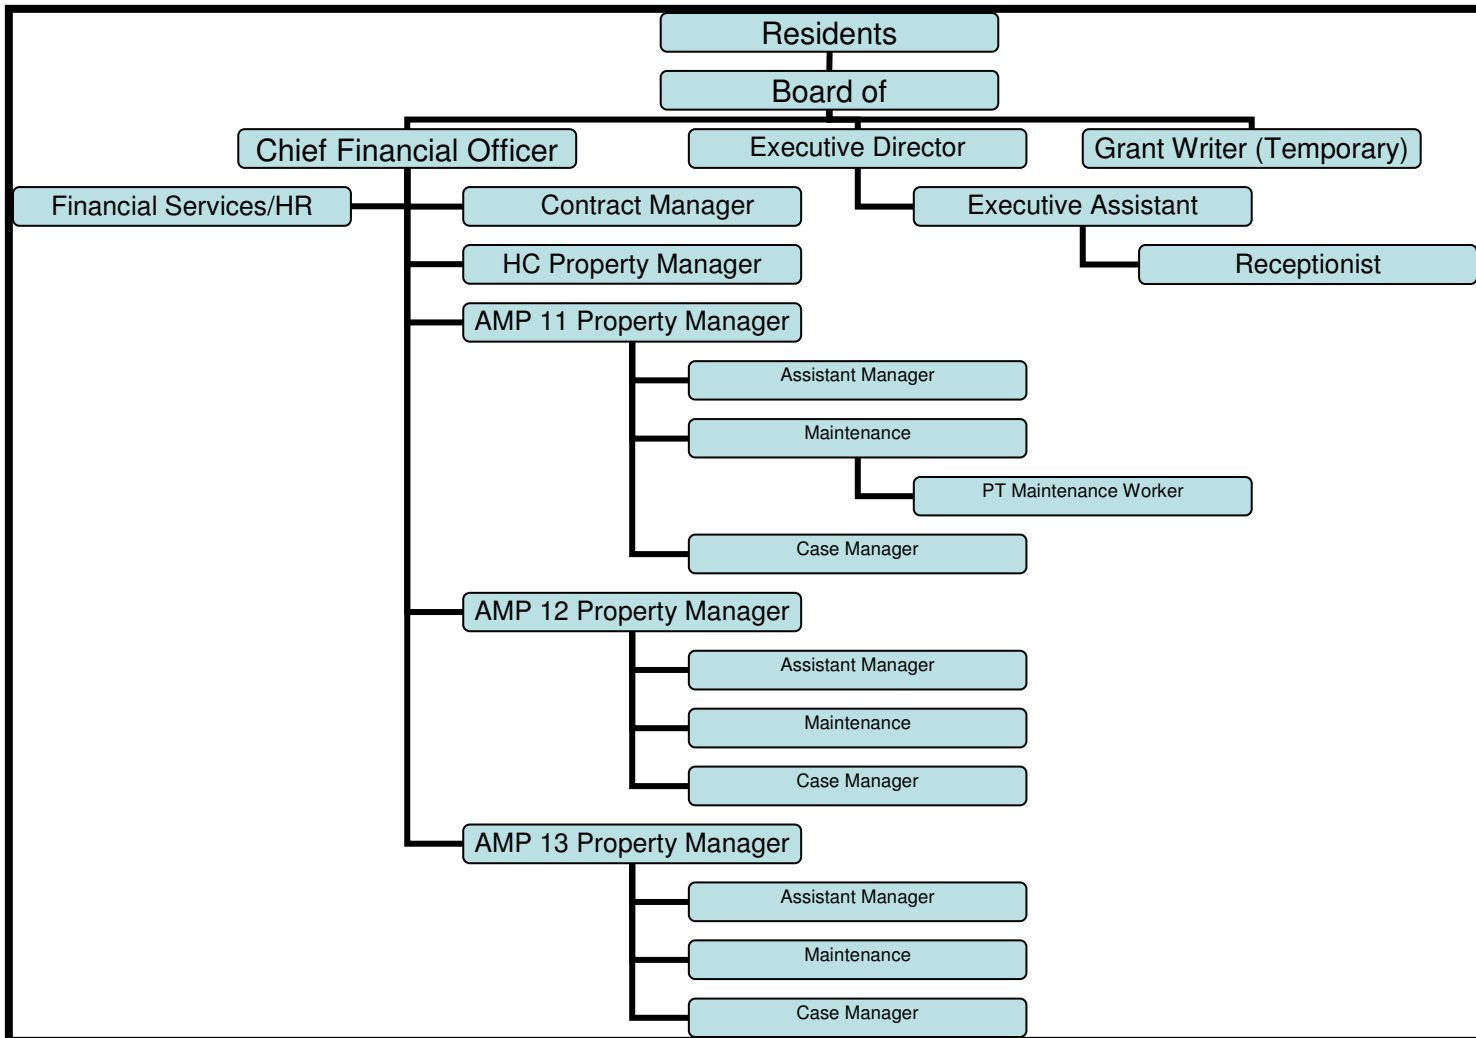 Residents
Board of
Chief Financial Officer
Executive Director
Grant Writer (Temporary)
Financial Services/HR
Contract Manager
Executive Assistant
HC Property Manager
Receptionist
AMP 11 Property Manager
Assistant Manager
Maintenance
PT Maintenance Worker
Case Manager
AMP 12 Property Manager
Assistant Manager
Maintenance
Case Manager
AMP 13 Property Manager
Assistant Manager
Maintenance
Case Manager